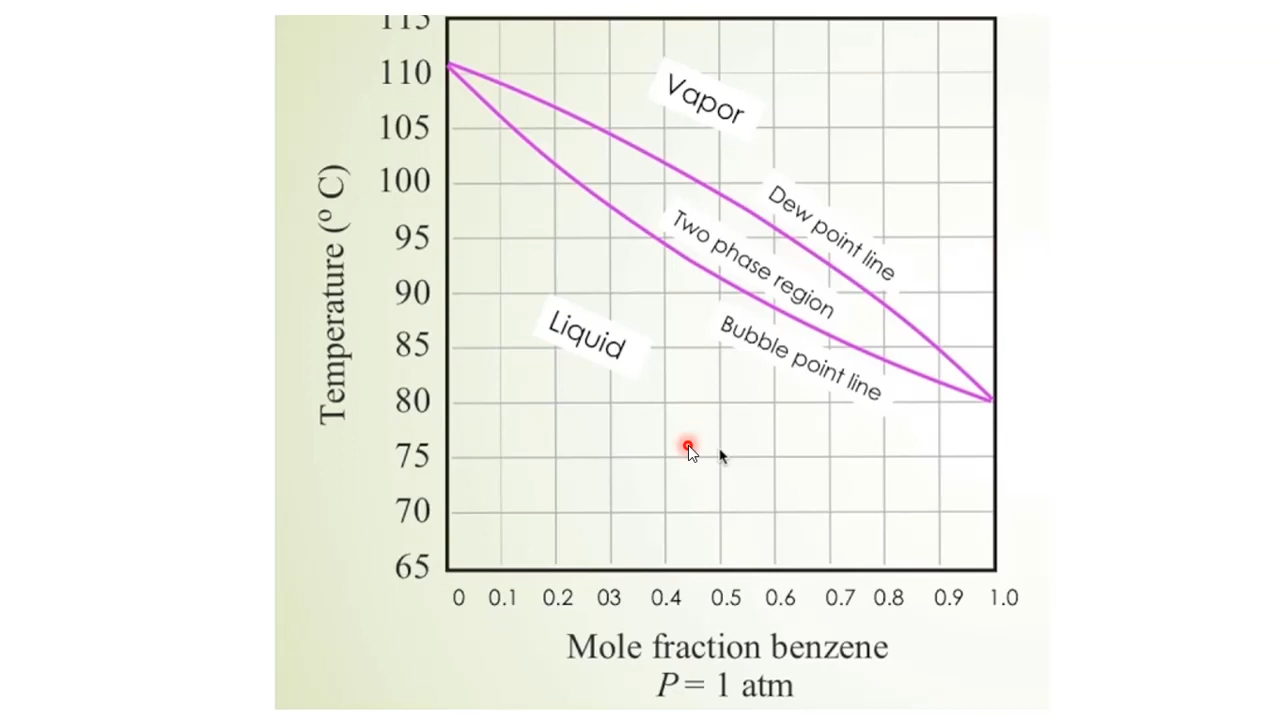 115
110
105
100
95
90
85
80
75
70
65
Temperature (º C)
Vapor
Dew point line
Two phase region
Bubble point line
Liquid
0 0.1 0.2 03 0.4 0.5 0.6 0.7 0.8 0.9 1.0
Mole fraction benzene
P = 1 atm